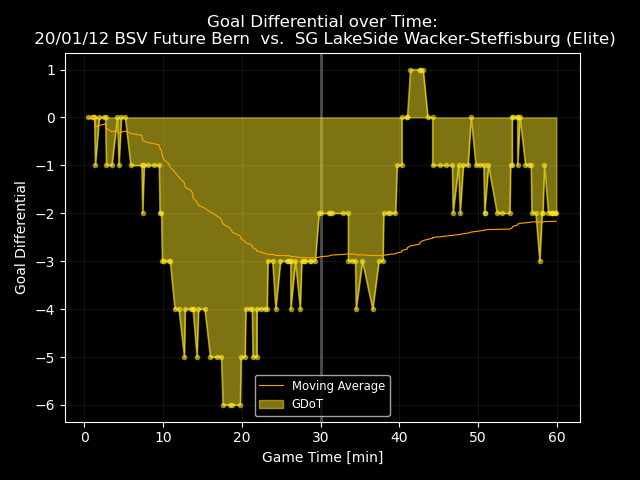 Goal Differential over Time:
20/01/12 BSV Future Bern  vs.  SG LakeSide Wacker-Steffisburg (Elite)
Goal Differential
1
0
−1
−2
−3
−4
−5
−6
Moving Average
GDoT
0 10 20 30 40 50 60
Game Time [min]